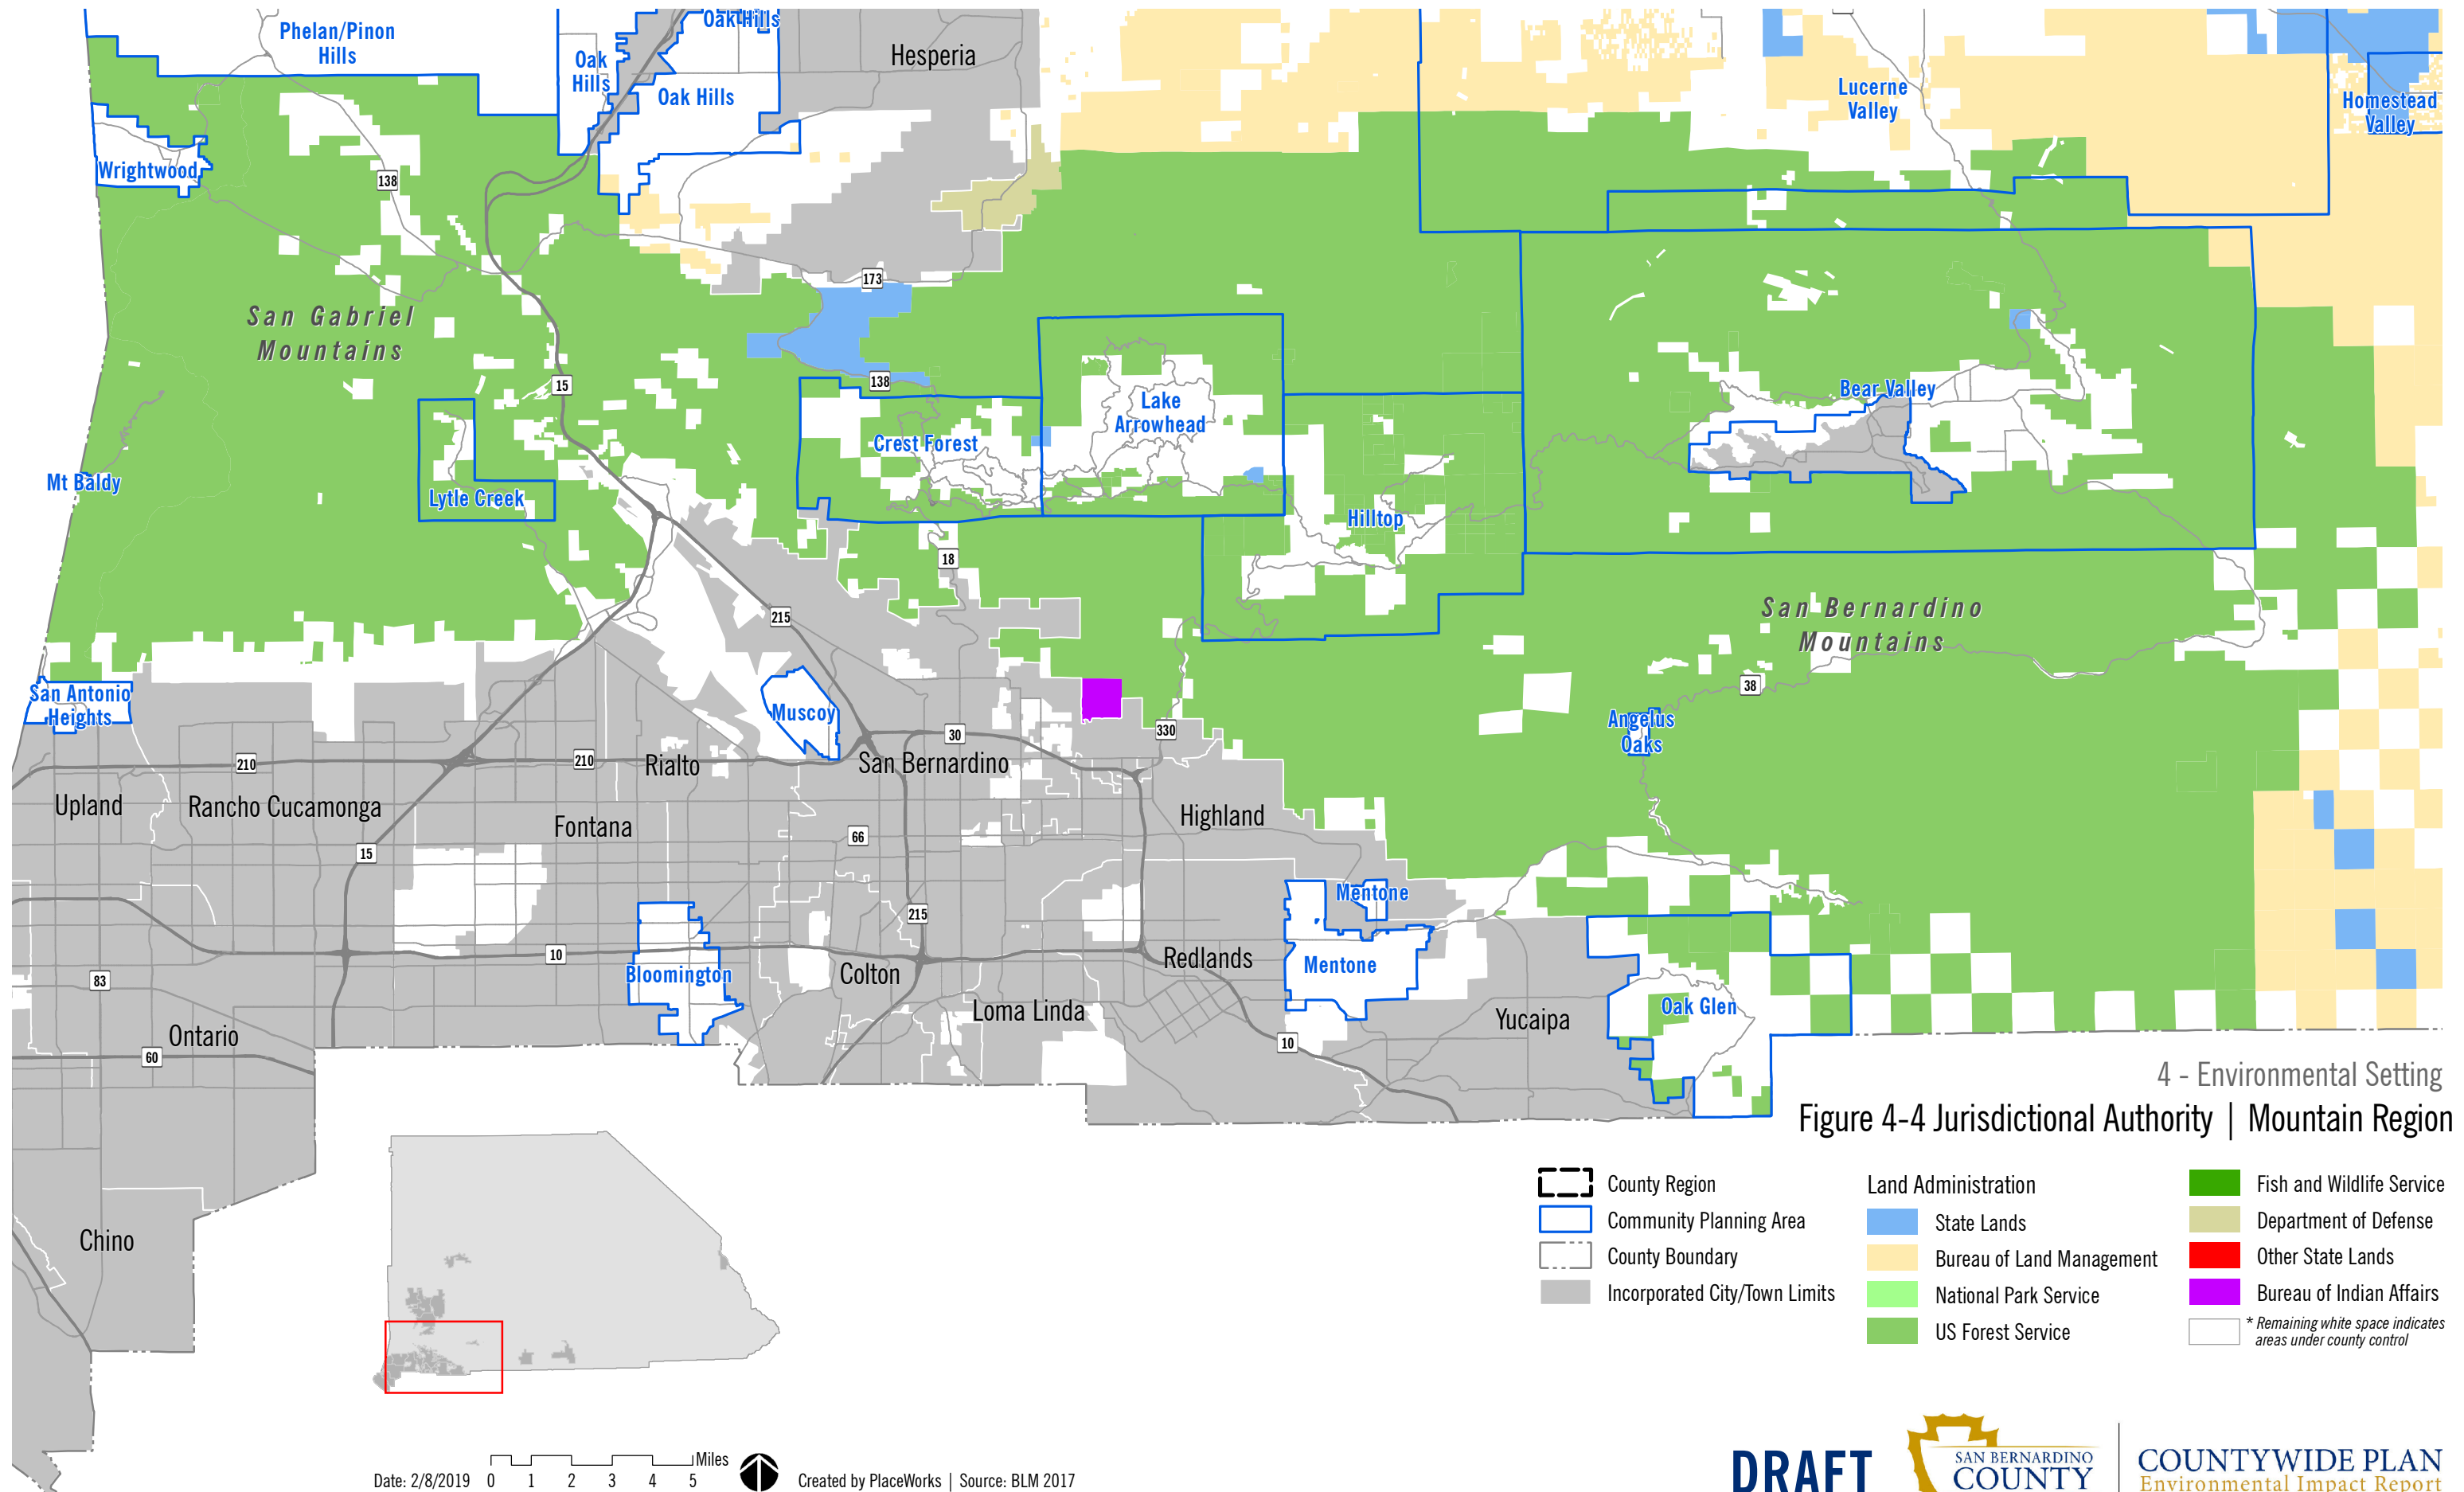 Phelan/Pinon
Hills
Oak Hills
Oak
Hills
Oak Hills
Hesperia
Lucerne
Valley
Homestead
Valley
Wrightwood
138
173
San Gabriel
Mountains
15
138
Lake
Arrowhead
Bear Valley
Crest Forest
Mt Baldy
Lytle Creek
Hilltop
18
215
San Bernardino
Mountains
38
San Antonio
Heights
Muscoy
Angelus
Oaks
30
330
210
210
Rialto
San Bernardino
Upland
Rancho Cucamonga
Fontana
66
Highland
15
Mentone
215
10
Bloomington
Colton
Redlands
Mentone
83
Loma Linda
Yucaipa
Oak Glen
Ontario
60
10
Chino
4 - Environmental Setting
Figure 4-4 Jurisdictional Authority | Mountain Region
County Region
Community Planning Area
County Boundary
Incorporated City/Town Limits
Land Administration
State Lands
Bureau of Land Management
National Park Service
US Forest Service
Fish and Wildlife Service
Department of Defense
Other State Lands
Bureau of Indian Affairs
* Remaining white space indicates
areas under county control
Date: 2/8/2019
0 1 2 3 4 5
Miles
Created by PlaceWorks | Source: BLM 2017
DRAFT
SAN BERNARDINO
COUNTY
COUNTYWIDE PLAN
Environmental Impact Report